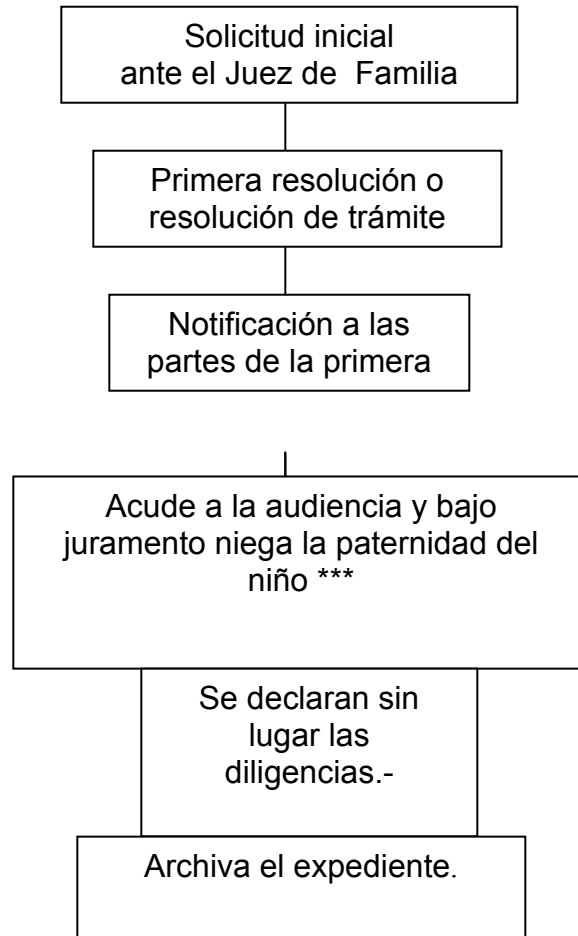 Solicitud inicial
ante el Juez de  Familia
Primera resolución o
resolución de trámite
Notificación a las
partes de la primera
Acude a la audiencia y bajo
juramento niega la paternidad del
niño ***
Se declaran sin
lugar las
diligencias.-
Archiva el expediente.